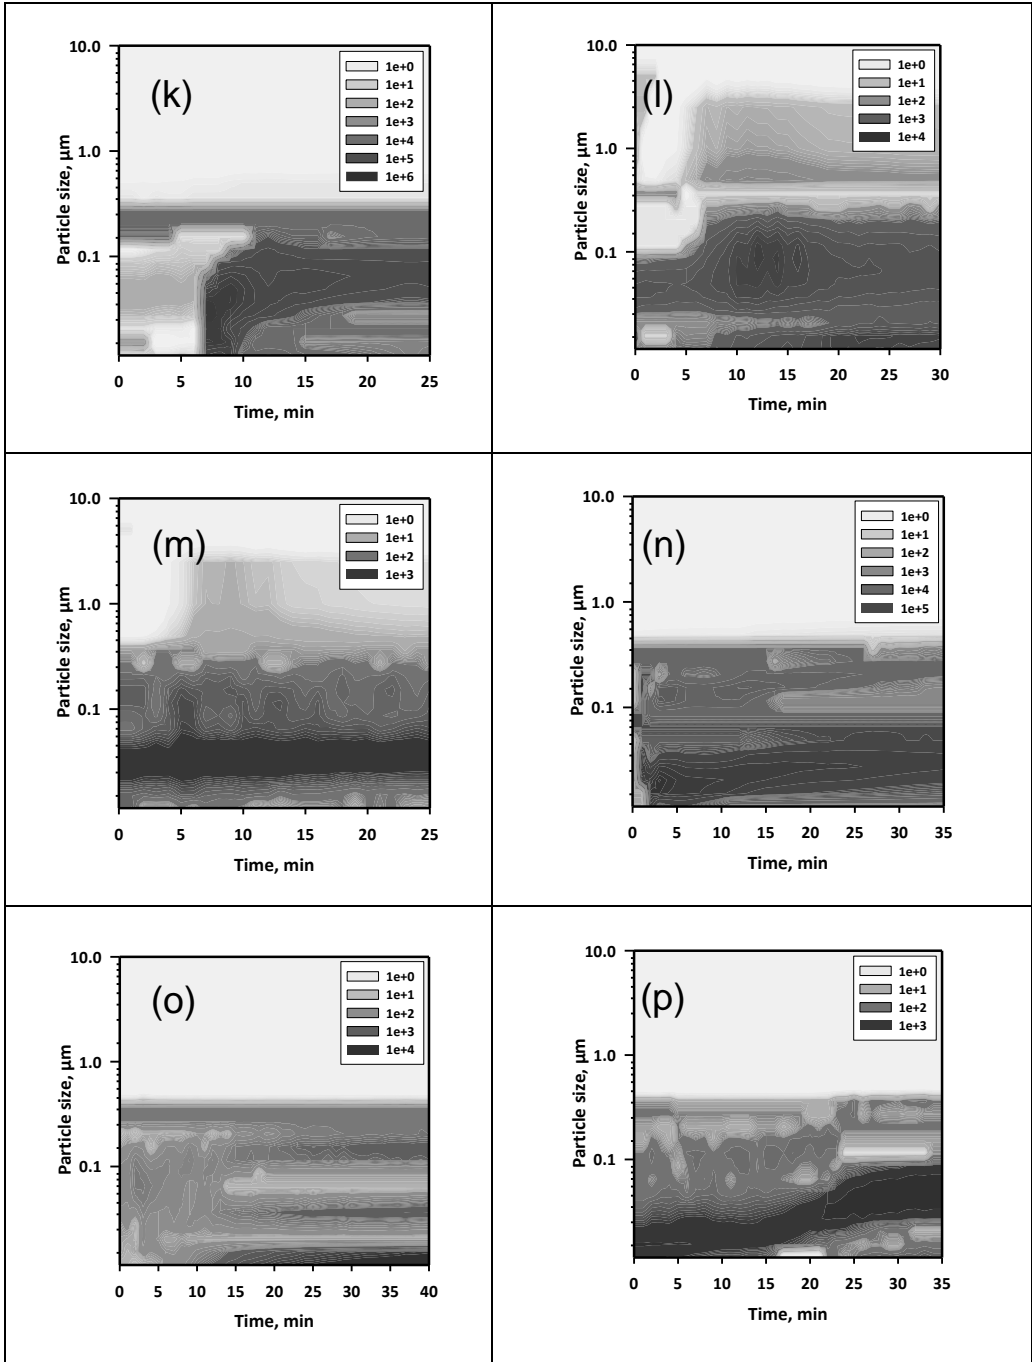 (k)
10.0
1.0
0.1
Particle size, µm
1e+0
1e+1
1e+2
1e+3
1e+4
1e+5
1e+6
0 5 10 15 20 25
Time, min
(l)
10.0
1.0
0.1
Particle size, µm
1e+0
1e+1
1e+2
1e+3
1e+4
0 5 10 15 20 25 30
Time, min
(m)
10.0
1.0
0.1
Particle size, µm
1e+0
1e+1
1e+2
1e+3
0 5 10 15 20 25
Time, min
(n)
10.0
1.0
0.1
Particle size, µm
1e+0
1e+1
1e+2
1e+3
1e+4
1e+5
0 5 10 15 20 25 30 35
Time, min
(o)
10.0
1.0
0.1
Particle size, µm
1e+0
1e+1
1e+2
1e+3
1e+4
0 5 10 15 20 25 30 35 40
Time, min
(p)
10.0
1.0
0.1
Particle size, µm
1e+0
1e+1
1e+2
1e+3
0 5 10 15 20 25 30 35
Time, min